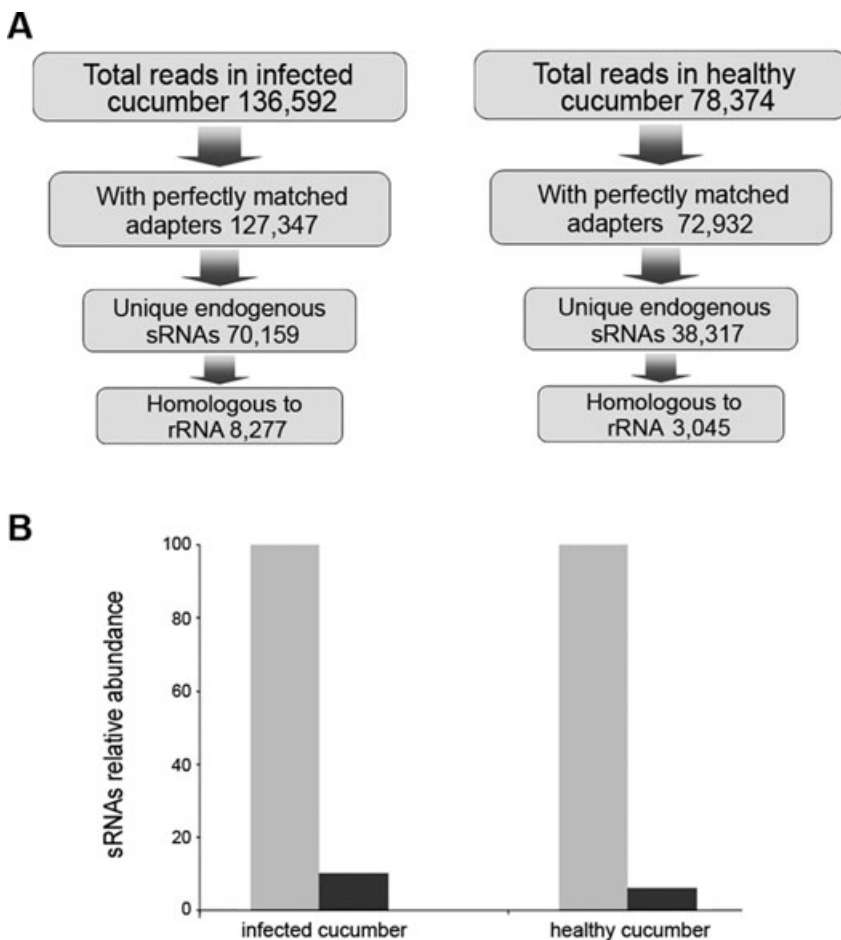 A
Total reads in infected
cucumber 136,592
With perfectly matched
adapters 127,347
Unique endogenous
sRNAs 70,159
Homologous to
rRNA 8,277
Total reads in healthy
cucumber 78,374
With perfectly matched
adapters 72,932
Unique endogenous
sRNAs 38,317
Homologous to
rRNA 3,045
B
sRNAs relative abundance
100
80
60
40
20
0
infected cucumber
healthy cucumber